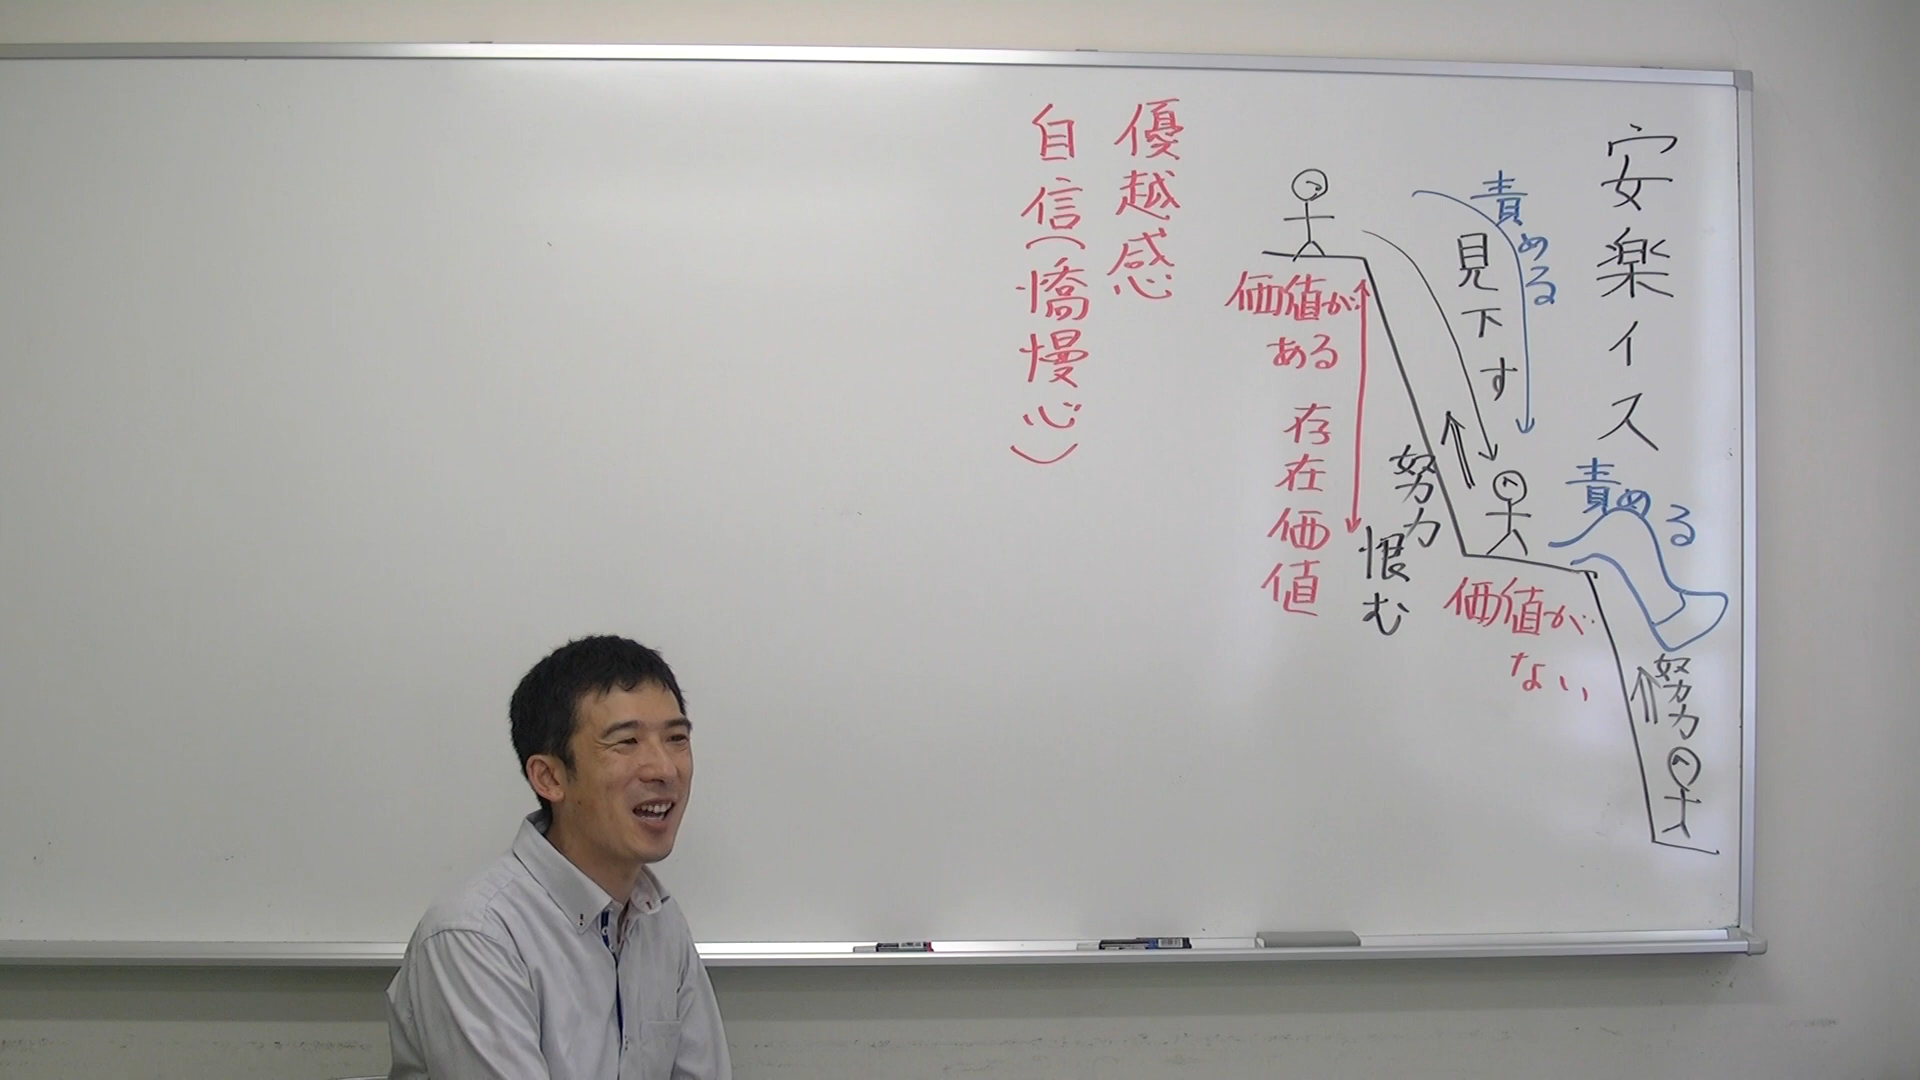 安楽イス
責める
見下す
責める
努力
価値が
ない
努力
恨む
価値が
ある
存在価値
優越感
自信(憍慢心)